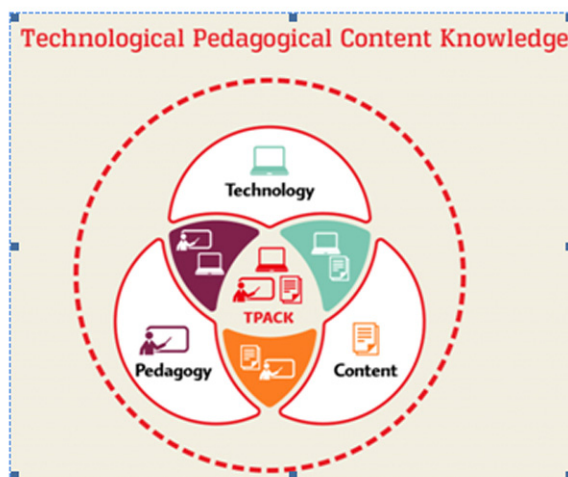 Technological Pedagogical Content Knowledge
Technology
TPACK
Pedagogy
Content